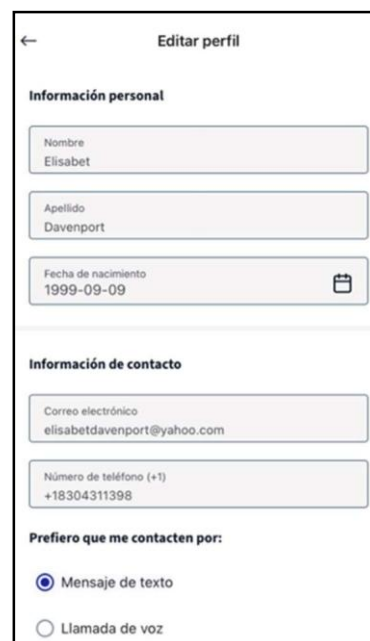 Editar perfil
Información personal
Nombre
Elisabet
Apellido
Davenport
Fecha de nacimiento
1999-09-09
Información de contacto
Correo electrónico
elisabetdavenport@yahoo.com
Número de teléfono (+1)
+18304311398
Prefiero que me contacten por:
Mensaje de texto
Llamada de voz